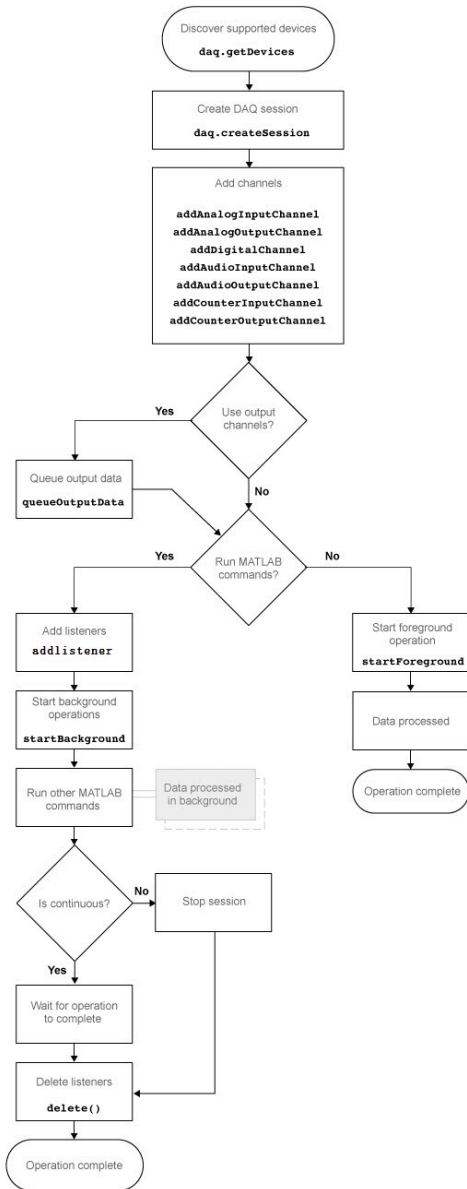 Discover supported devices
daq.getDevices
Create DAQ session
daq.createSession
Add channels
addAnalogInputChannel
addAnalogOutputChannel
addDigitalChannel
addAudioInputChannel
addAudioOutputChannel
addCounterInputChannel
addCounterOutputChannel
Yes
Use output
channels?
Queue output data
queueOutputData
No
Yes
Run MATLAB
commands?
No
Add listeners
addlistener
Start foreground
operation
startForeground
Start background
operations
startBackground
Data processed
Run other MATLAB
commands
Data processed
in background
Operation complete
Is continuous?
No
Stop session
Yes
Wait for operation
to complete
Delete listeners
delete()
Operation complete